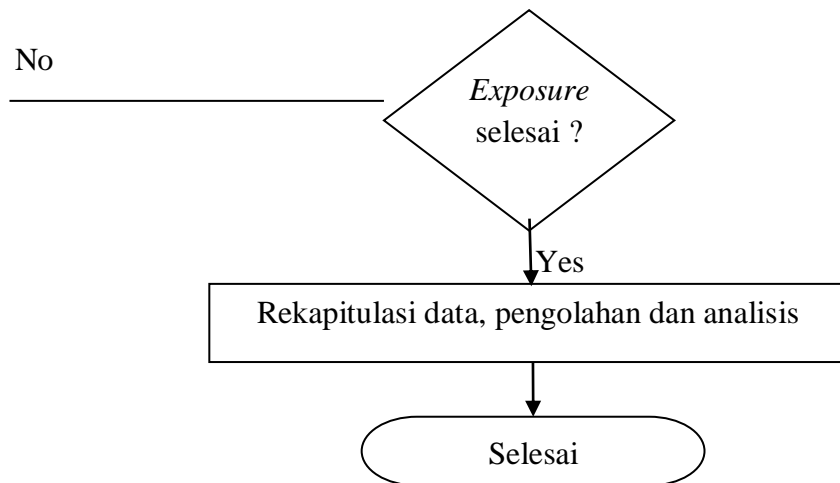 No
Exposure
selesai ?
Yes
Rekapitulasi data, pengolahan dan analisis
Selesai